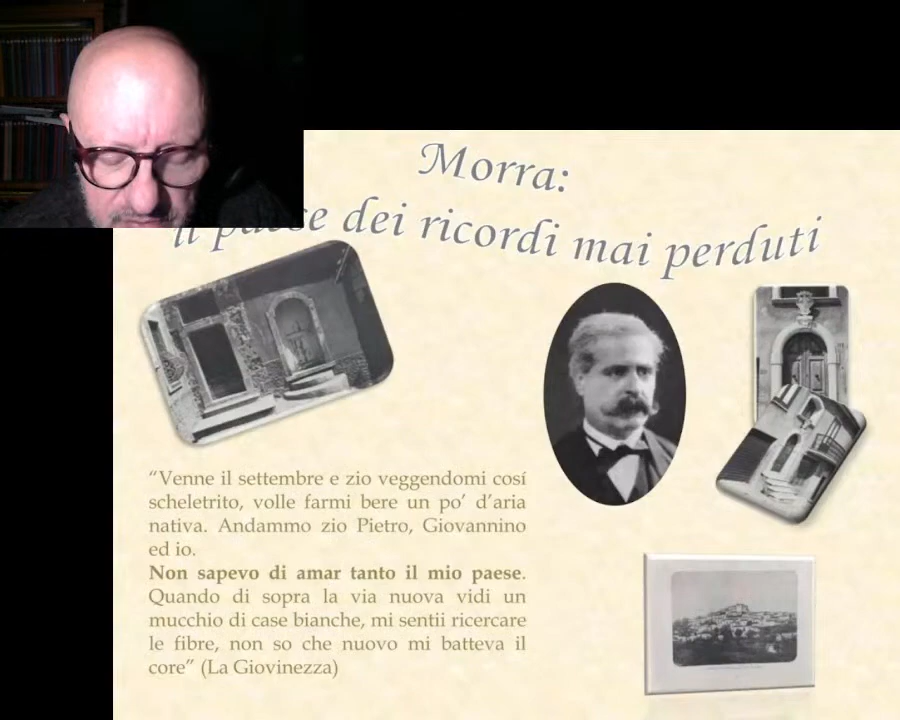 Morra:
il paese dei ricordi mai perduti
“Venne il settembre e zio veggendomi cosí
scheletrito, volle farmi bere un po’ d’aria
nativa. Andammo zio Pietro, Giovannino
ed io.
Non sapevo di amar tanto il mio paese.
Quando di sopra la via nuova vidi un
mucchio di case bianche, mi sentii ricercare
le fibre, non so che nuovo mi batteva il
core” (La Giovinezza)